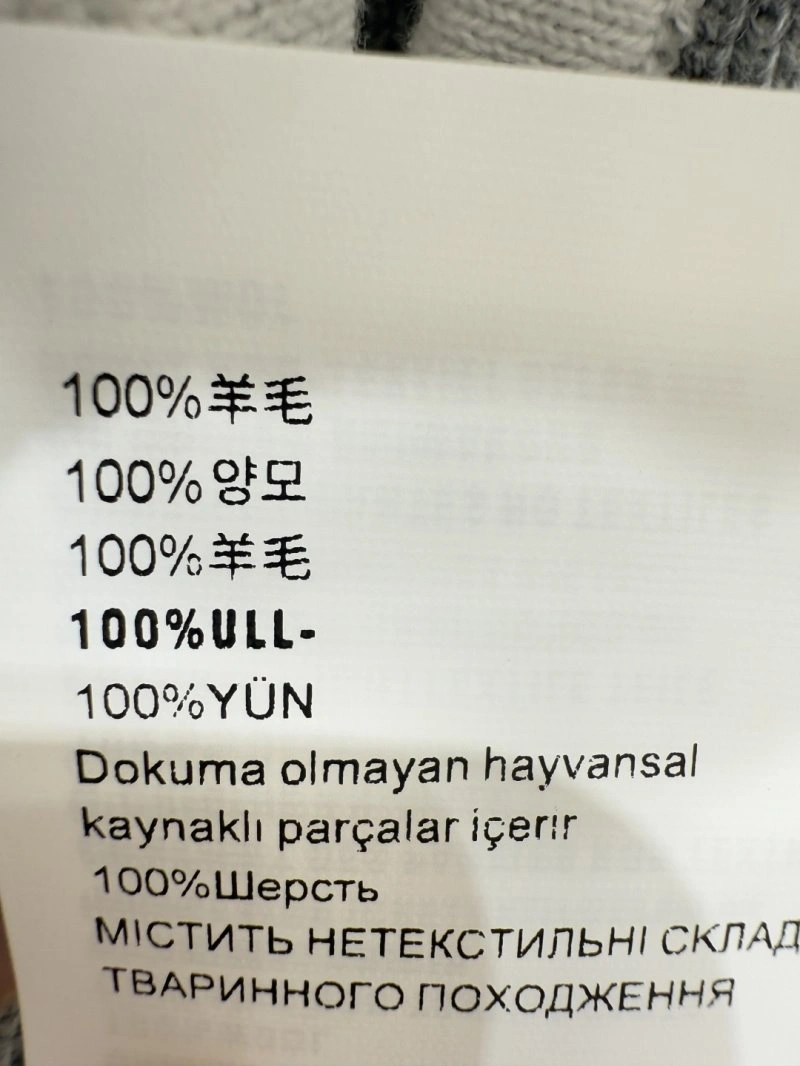 100%羊毛
100%양모
100%羊毛
100%ULL-
100%YÜN
Dokuma olmayan hayvansal
kaynaklı parçalar içerir
100%Шерсть
МІСТИТЬ НЕТЕКСТИЛЬНІ СКЛАД
ТВАРИННОГО ПОХОДЖЕННЯ